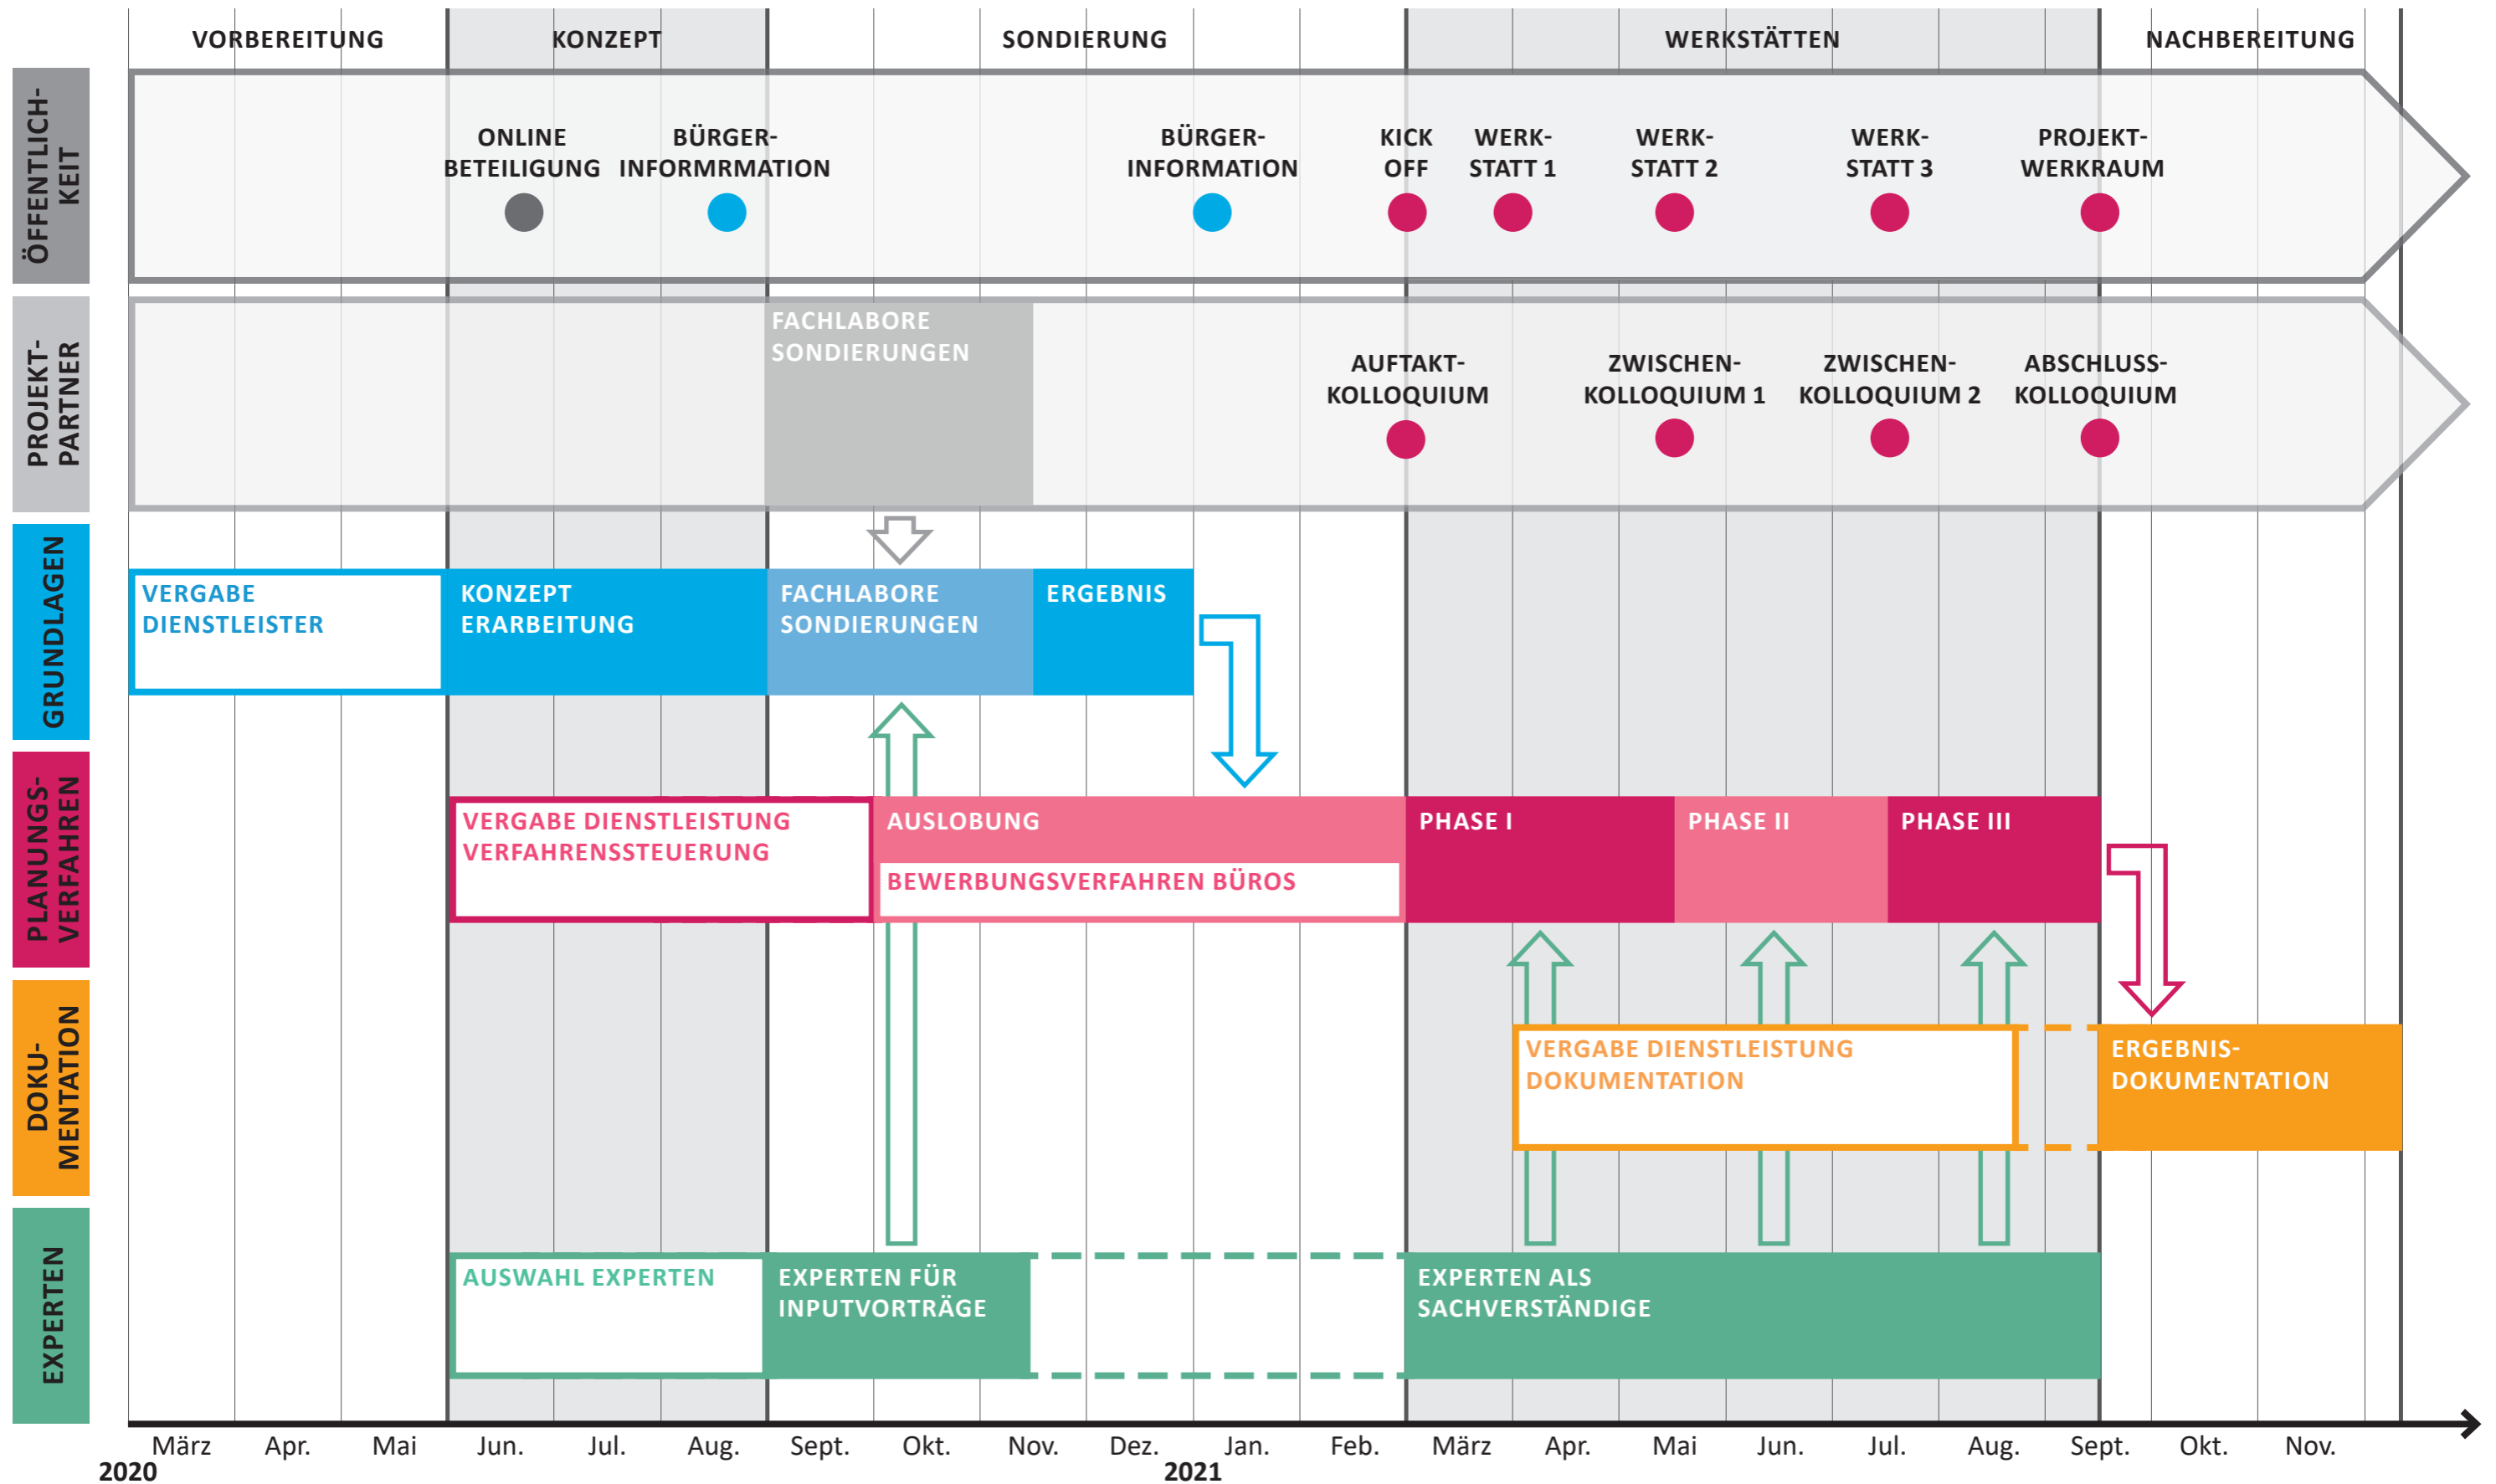 VORBEREITUNG
KONZEPT
SONDIERUNG
WERKSTÄTTEN
NACHBEREITUNG
ÖFFENTLICH-
KEIT
ONLINE
BETEILIGUNG
BÜRGER-
INFORMRMATION
BÜRGER-
INFORMATION
KICK
OFF
WERK-
STATT 1
WERK-
STATT 2
WERK-
STATT 3
PROJEKT-
WERKRAUM
PROJEKT-
PARTNER
FACHLABORE
SONDIERUNGEN
AUFTAKT-
KOLLOQUIUM
ZWISCHEN-
KOLLOQUIUM 1
ZWISCHEN-
KOLLOQUIUM 2
ABSCHLUSS-
KOLLOQUIUM
GRUNDLAGEN
VERGABE
DIENSTLEISTER
KONZEPT
ERARBEITUNG
FACHLABORE
SONDIERUNGEN
ERGEBNIS
PLANUNGS-
VERFAHREN
VERGABE DIENSTLEISTUNG
VERFAHRENSSTEUERUNG
AUSLOBUNG
BEWERBUNGSVERFAHREN BÜROS
PHASE I
PHASE II
PHASE III
DOKU-
MENTATION
VERGABE DIENSTLEISTUNG
DOKUMENTATION
ERGEBNIS-
DOKUMENTATION
EXPERTEN
AUSWAHL EXPERTEN
EXPERTEN FÜR
INPUTVORTRÄGE
EXPERTEN ALS
SACHVERSTÄNDIGE
März Apr. Mai Jun. Jul. Aug. Sept. Okt. Nov. Dez. Jan. Feb. März Apr. Mai Jun. Jul. Aug. Sept. Okt. Nov.
2020 2021